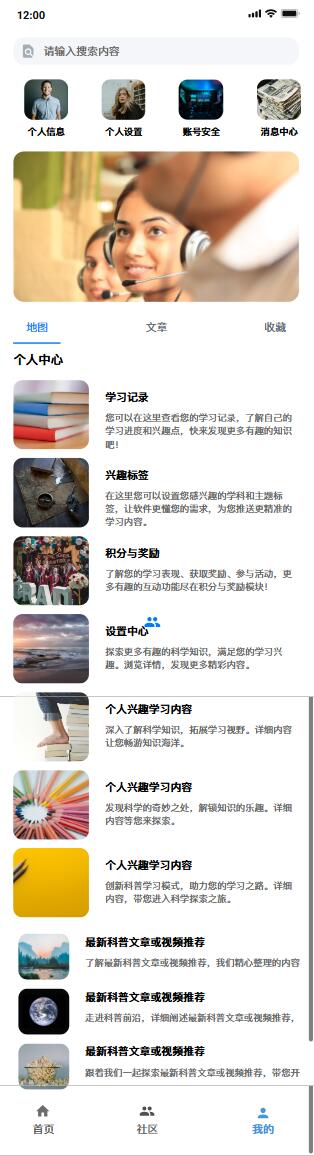 12:00
请输入搜索内容
个人信息
个人设置
账号安全
消息中心
地图
文章
收藏
个人中心
学习记录
您可以在这里查看您的学习记录，了解自己的
学习进度和兴趣点，快来发现更多有趣的知识
吧！
兴趣标签
在这里您可以设置您感兴趣的学科和主题标
签，让软件更懂您的需求，为您推送更精准的
学习内容。
积分与奖励
了解您的学习表现、获取奖励、参与活动，更
多有趣的互动功能尽在积分与奖励模块！
设置中心
探索更多有趣的科学知识，满足您的学习兴
趣。浏览详情，发现更多精彩内容。
个人兴趣学习内容
深入了解科学知识，拓展学习视野。详细内容
让您畅游知识海洋。
个人兴趣学习内容
发现科学的奇妙之处，解锁知识的乐趣。详细
内容等您来探索。
个人兴趣学习内容
创新科普学习模式，助力您的学习之路。详细
内容，带您进入科学探索之旅。
最新科普文章或视频推荐
了解最新科普文章或视频推荐，我们精心整理的内容
最新科普文章或视频推荐
走进科普前沿，详细阐述最新科普文章或视频推荐，
最新科普文章或视频推荐
跟着我们一起探索最新科普文章或视频推荐，带您开
首页
社区
我的